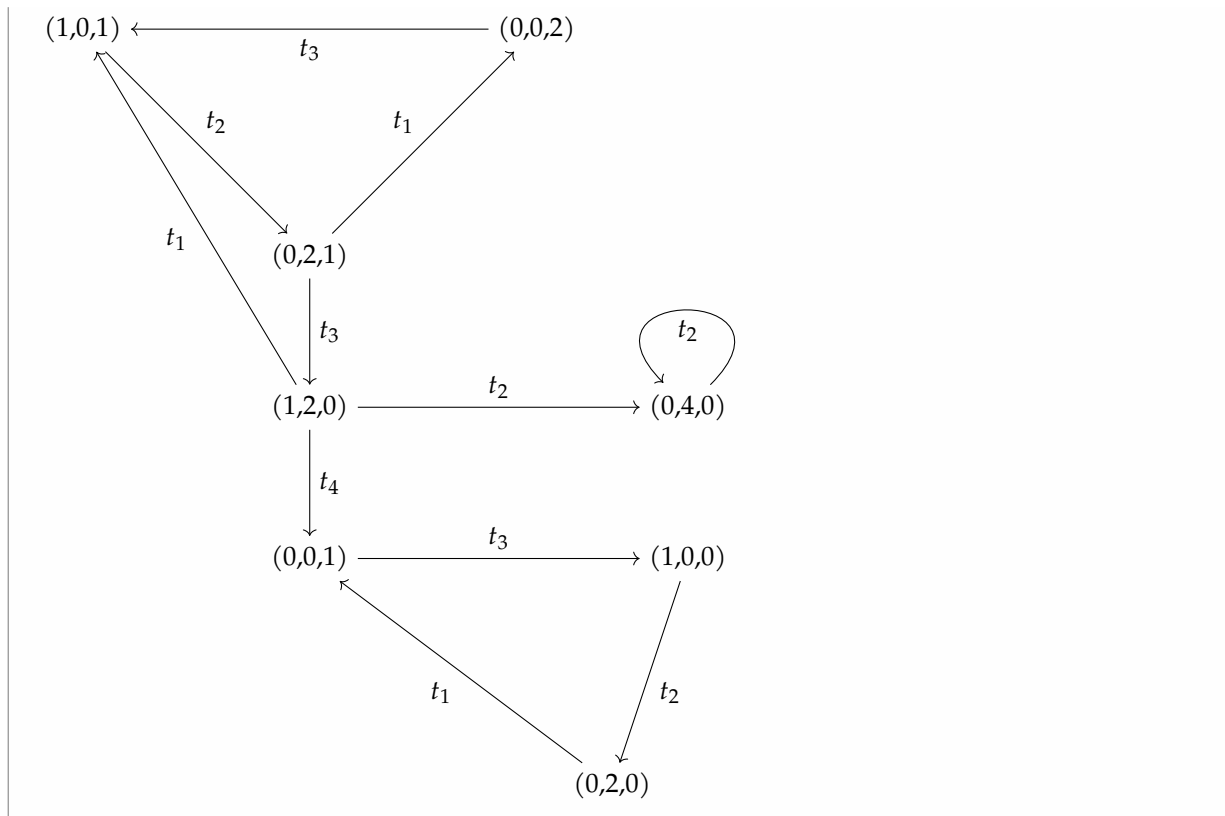 (1,0,1) (0,0,2)
t₃
t₂ t₁
t₁
(0,2,1)
t₃ t₂
t₂
(1,2,0) (0,4,0)
t₄
t₃
(0,0,1) (1,0,0)
t₁ t₂
(0,2,0)